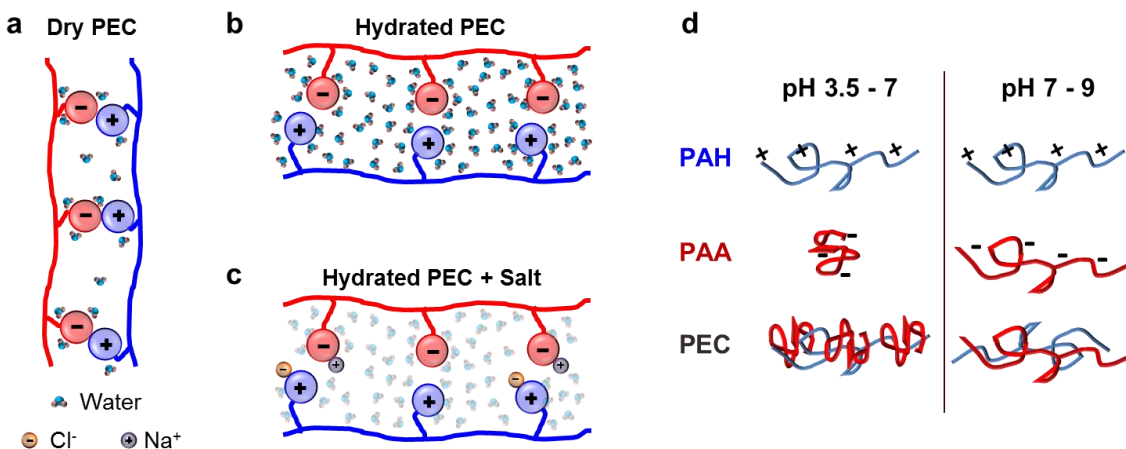 a Dry PEC
b Hydrated PEC
c Hydrated PEC + Salt
Water
Cl⁻ Na⁺
d
pH 3.5 - 7 pH 7 - 9
PAH
PAA
PEC